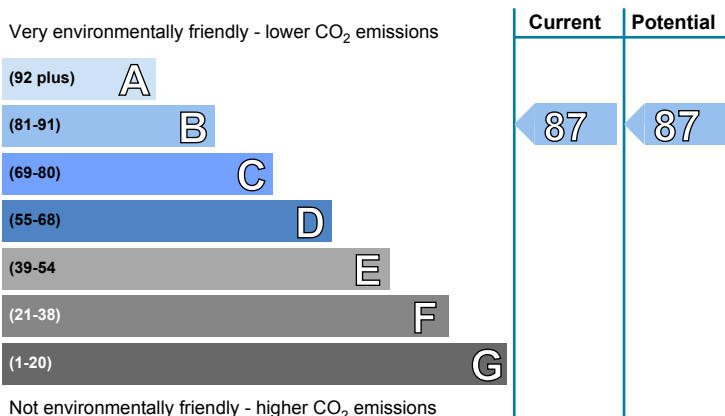 Very environmentally friendly - lower CO2 emissions
Current
Potential
(92 plus) A
(81-91) B
87
87
(69-80) C
(55-68) D
(39-54 E
(21-38) F
(1-20) G
Not environmentally friendly - higher CO2 emissions